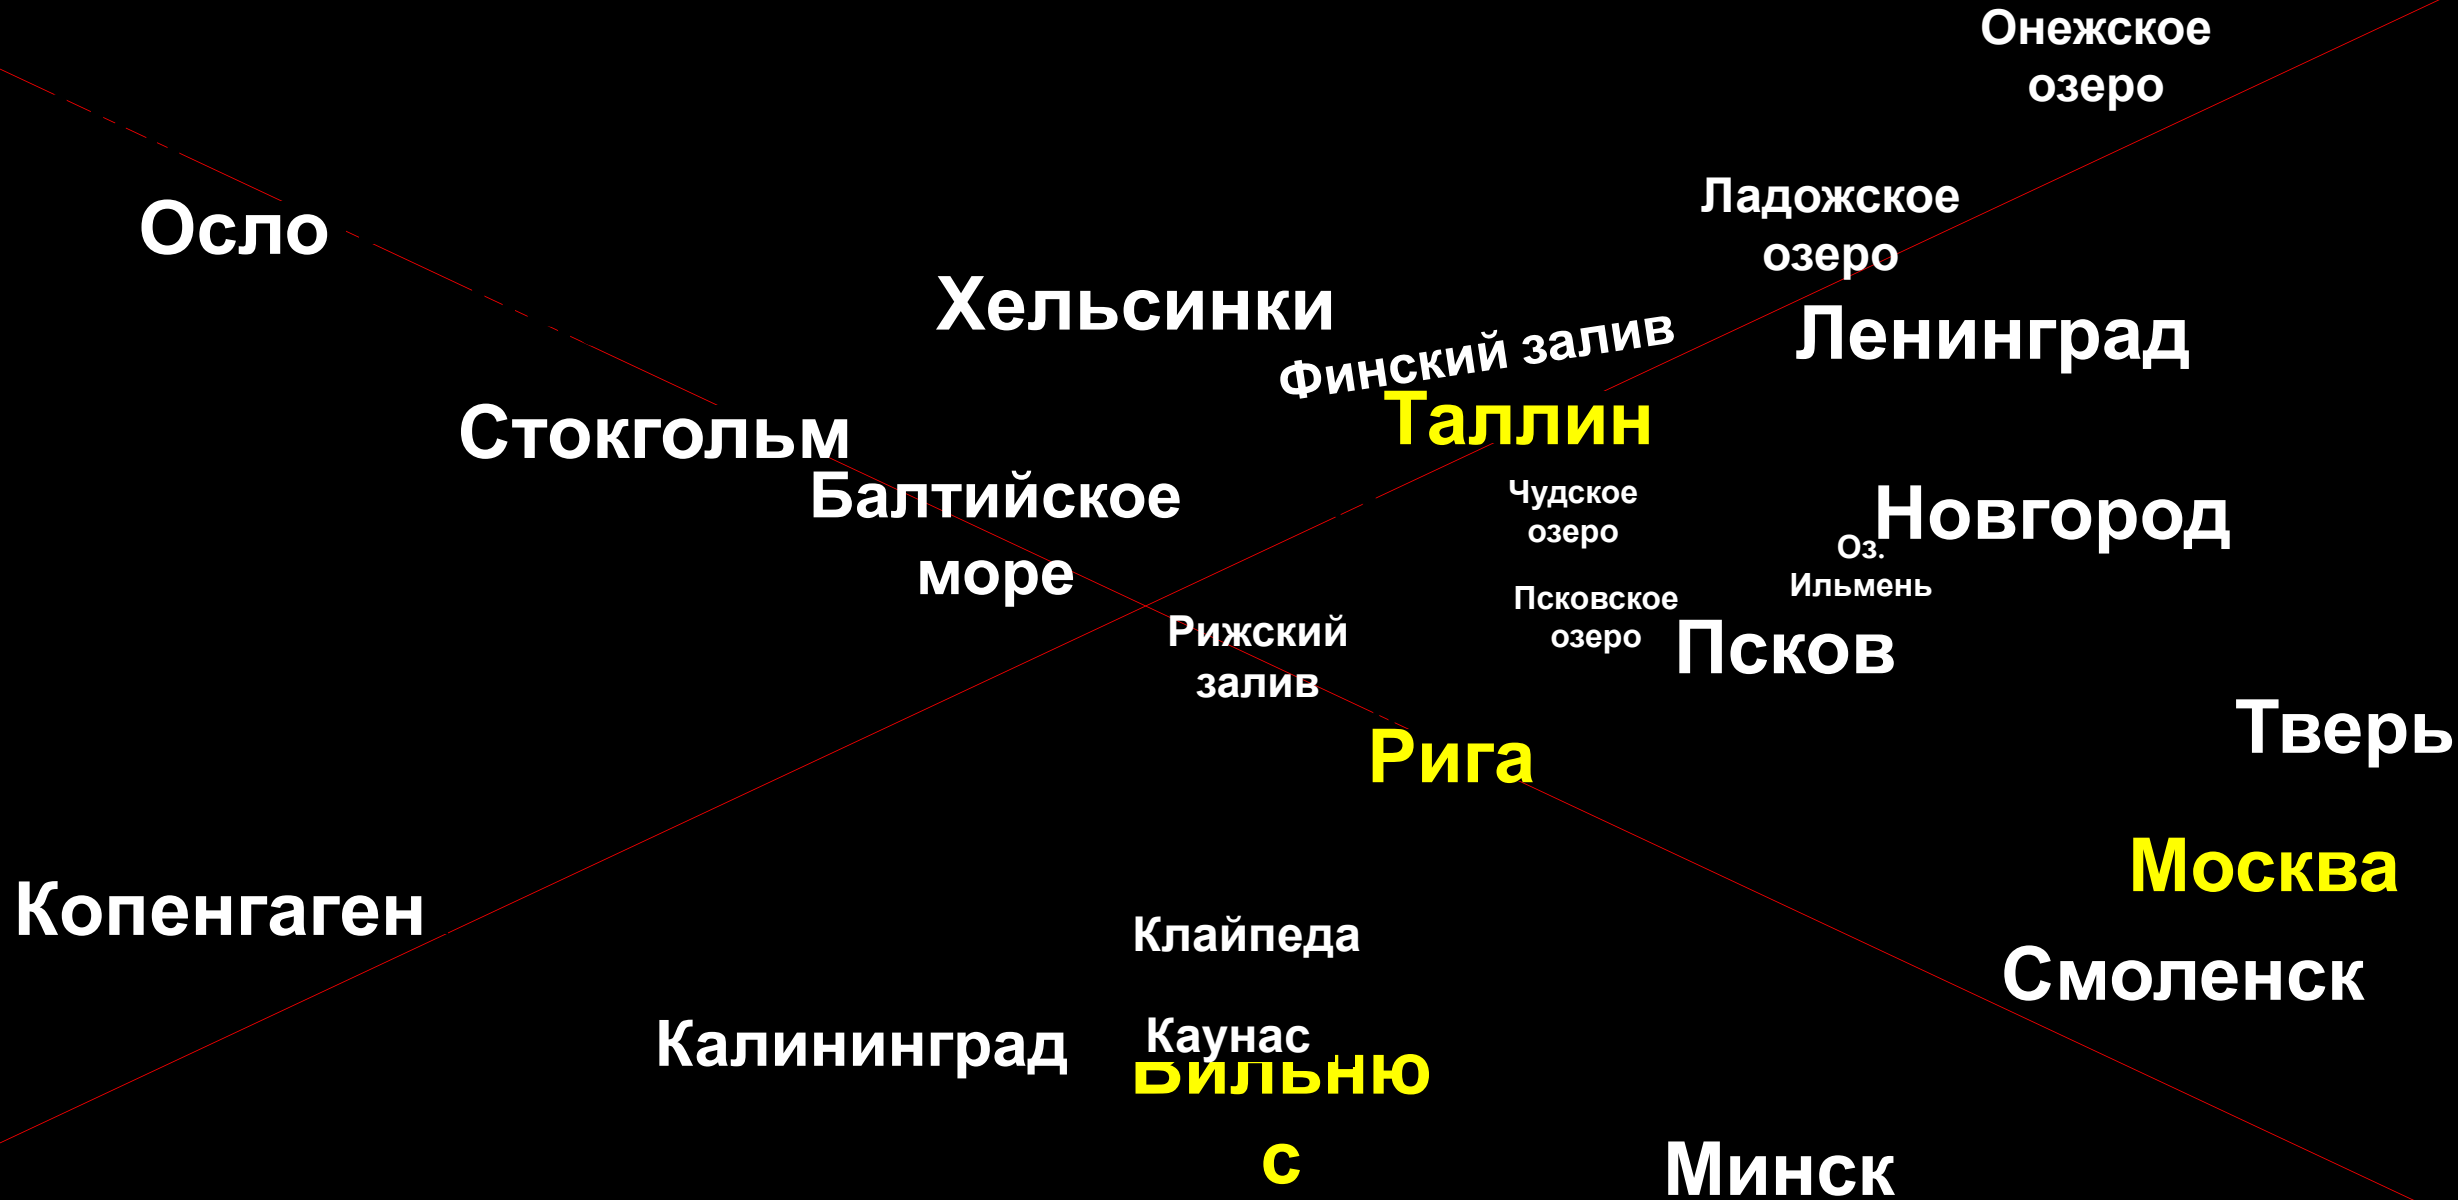 Онежское
озеро
Ладожское
озеро
Осло
Хельсинки
Финский залив
Ленинград
Таллин
Стокгольм
Балтийское
море
Чудское
озеро
Новгород
Оз.
Ильмень
Псковское
озеро
Псков
Рижский
залив
Тверь
Рига
Москва
Копенгаген
Клайпеда
Смоленск
Калининград
Каунас
Вильню
с
Минск